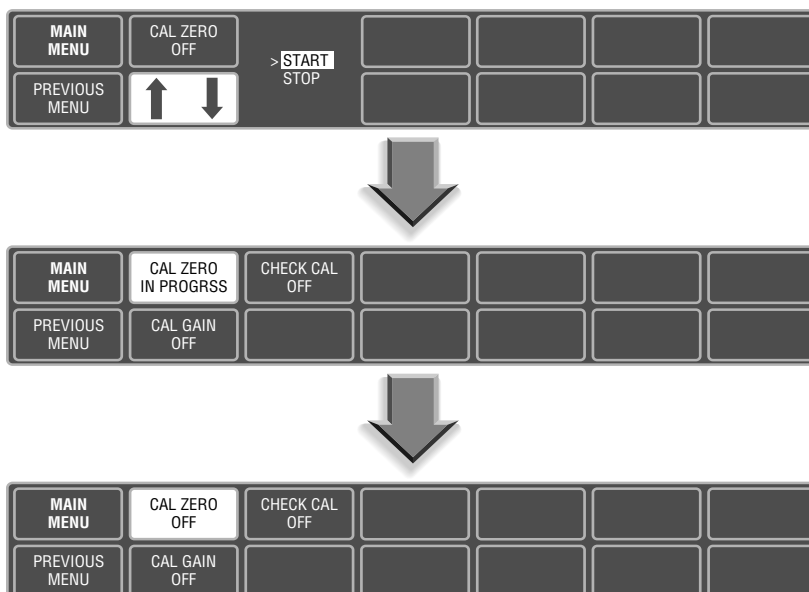 MAIN
MENU
CAL ZERO
OFF
PREVIOUS
MENU
> START
STOP
MAIN
MENU
CAL ZERO
IN PROGRSS
CHECK CAL
OFF
PREVIOUS
MENU
CAL GAIN
OFF
MAIN
MENU
CAL ZERO
OFF
CHECK CAL
OFF
PREVIOUS
MENU
CAL GAIN
OFF